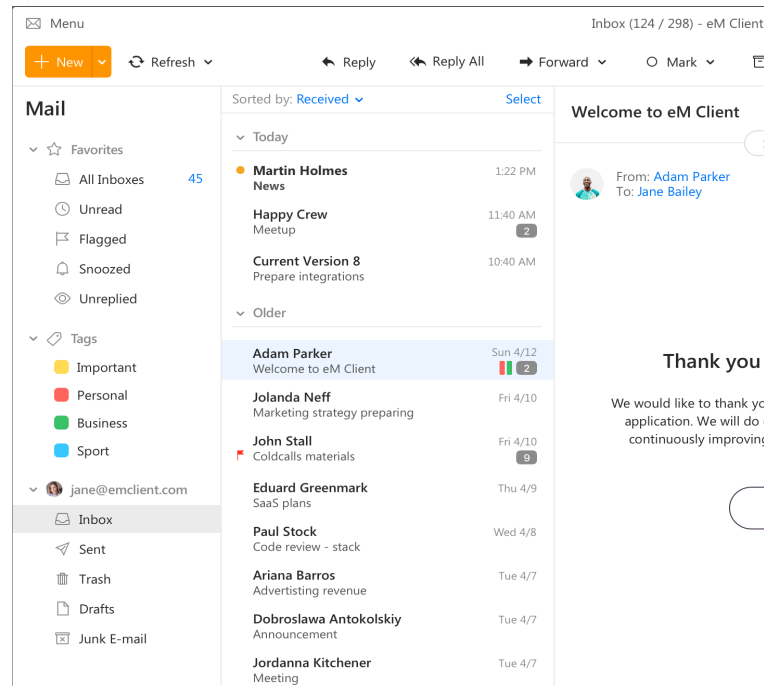 Menu
Inbox (124 / 298) - eM Client
New
Refresh
Reply
Reply All
Forward
Mark
Mail
Favorites
All Inboxes 45
Unread
Flagged
Snoozed
Unreplied
Tags
Important
Personal
Business
Sport
jane@emclient.com
Inbox
Sent
Trash
Drafts
Junk E-mail
Sorted by: Received
Select
Today
Martin Holmes 1:22 PM
News
Happy Crew 11:40 AM
Meetup 2
Current Version 8 10:40 AM
Prepare integrations
Older
Adam Parker Sun 4/12
Welcome to eM Client 2
Jolanda Neff Fri 4/10
Marketing strategy preparing
John Stall Fri 4/10
Coldcalls materials 9
Eduard Greenmark Thu 4/9
SaaS plans
Paul Stock Wed 4/8
Code review - stack
Ariana Barros Tue 4/7
Advertisting revenue
Dobroslawa Antokolskiy Tue 4/7
Announcement
Jordanna Kitchener Tue 4/7
Meeting
Welcome to eM Client
From: Adam Parker
To: Jane Bailey
Thank you
We would like to thank yo
application. We will do
continuously improving